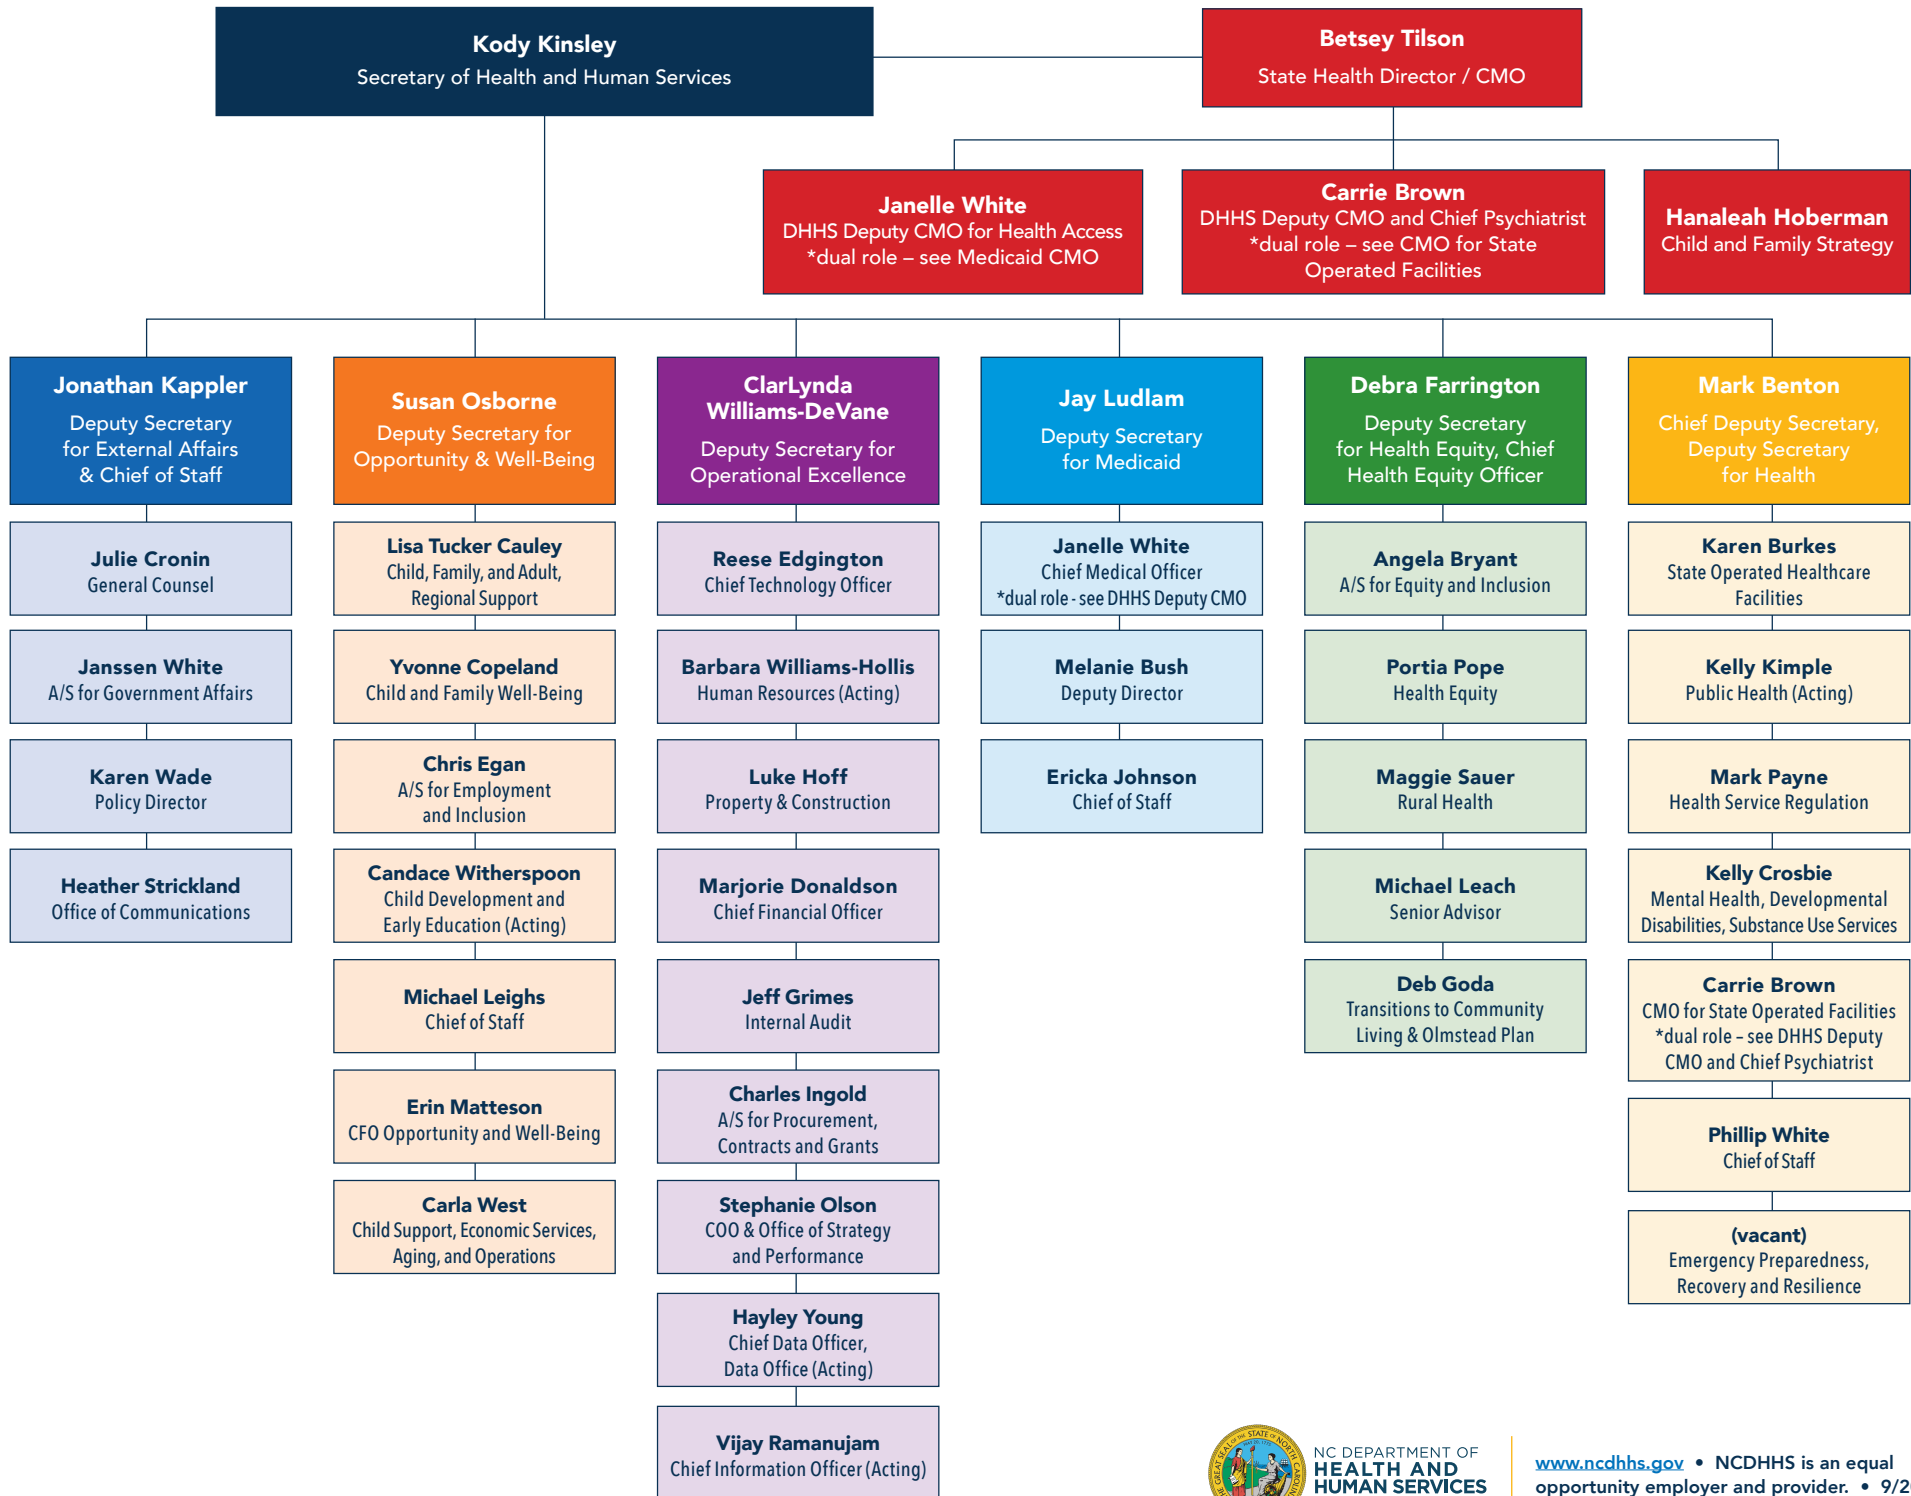 Kody Kinsley
Secretary of Health and Human Services
Betsey Tilson
State Health Director / CMO
Janelle White
DHHS Deputy CMO for Health Access
*dual role – see Medicaid CMO
Carrie Brown
DHHS Deputy CMO and Chief Psychiatrist
*dual role – see CMO for State
Operated Facilities
Hanaleah Hoberman
Child and Family Strategy
Jonathan Kappler
Deputy Secretary
for External Affairs
& Chief of Staff
Julie Cronin
General Counsel
Janssen White
A/S for Government Affairs
Karen Wade
Policy Director
Heather Strickland
Office of Communications
Susan Osborne
Deputy Secretary for
Opportunity & Well-Being
Lisa Tucker Cauley
Child, Family, and Adult,
Regional Support
Yvonne Copeland
Child and Family Well-Being
Chris Egan
A/S for Employment
and Inclusion
Candace Witherspoon
Child Development and
Early Education (Acting)
Michael Leighs
Chief of Staff
Erin Matteson
CFO Opportunity and Well-Being
Carla West
Child Support, Economic Services,
Aging, and Operations
ClarLynda
Williams-DeVane
Deputy Secretary for
Operational Excellence
Reese Edgington
Chief Technology Officer
Barbara Williams-Hollis
Human Resources (Acting)
Luke Hoff
Property & Construction
Marjorie Donaldson
Chief Financial Officer
Jeff Grimes
Internal Audit
Charles Ingold
A/S for Procurement,
Contracts and Grants
Stephanie Olson
COO & Office of Strategy
and Performance
Hayley Young
Chief Data Officer,
Data Office (Acting)
Vijay Ramanujam
Chief Information Officer (Acting)
Jay Ludlam
Deputy Secretary
for Medicaid
Janelle White
Chief Medical Officer
*dual role - see DHHS Deputy CMO
Melanie Bush
Deputy Director
Ericka Johnson
Chief of Staff
Debra Farrington
Deputy Secretary
for Health Equity, Chief
Health Equity Officer
Angela Bryant
A/S for Equity and Inclusion
Portia Pope
Health Equity
Maggie Sauer
Rural Health
Michael Leach
Senior Advisor
Deb Goda
Transitions to Community
Living & Olmstead Plan
Mark Benton
Chief Deputy Secretary,
Deputy Secretary
for Health
Karen Burkes
State Operated Healthcare
Facilities
Kelly Kimple
Public Health (Acting)
Mark Payne
Health Service Regulation
Kelly Crosbie
Mental Health, Developmental
Disabilities, Substance Use Services
Carrie Brown
CMO for State Operated Facilities
*dual role – see DHHS Deputy
CMO and Chief Psychiatrist
Phillip White
Chief of Staff
(vacant)
Emergency Preparedness,
Recovery and Resilience
NC DEPARTMENT OF
HEALTH AND
HUMAN SERVICES
www.ncdhhs.gov • NCDHHS is an equal
opportunity employer and provider. •